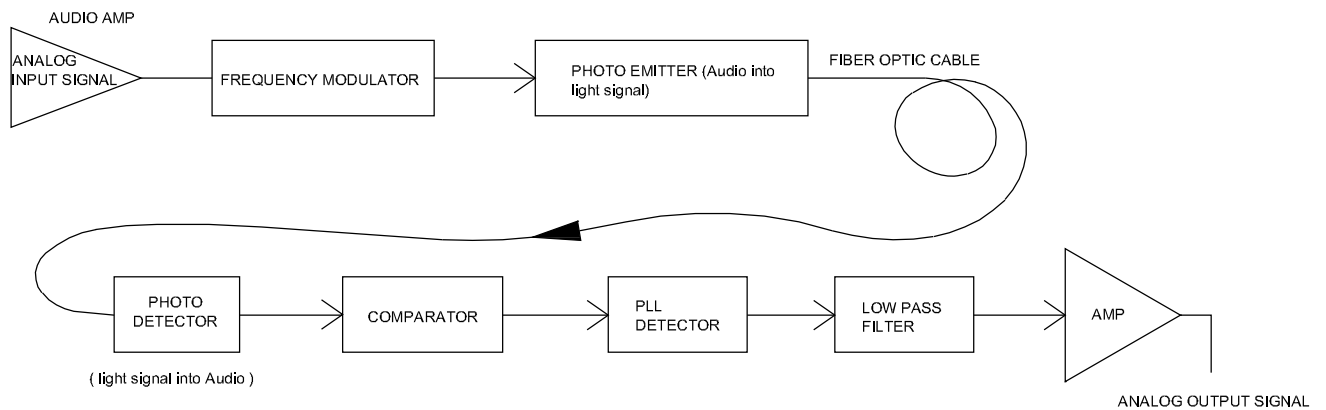 AUDIO AMP
ANALOG
INPUT SIGNAL
FREQUENCY MODULATOR
PHOTO EMITTER (Audio into
light signal)
FIBER OPTIC CABLE
PHOTO
DETECTOR
( light signal into Audio )
COMPARATOR
PLL
DETECTOR
LOW PASS
FILTER
AMP
ANALOG OUTPUT SIGNAL